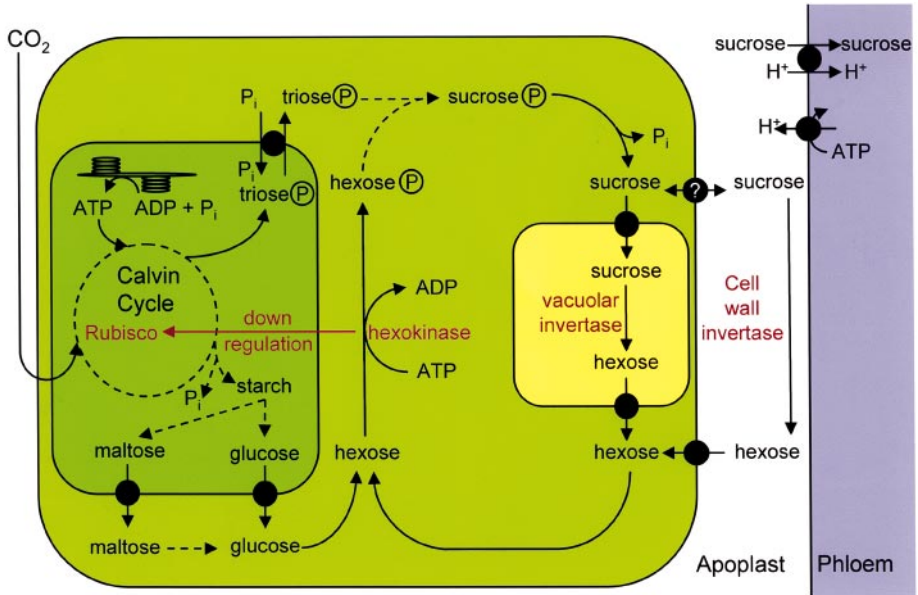 CO₂
sucrose
sucrose
H⁺
H⁺
H⁺
ATP
Pᵢ
triose Ⓟ
sucrose Ⓟ
Pᵢ
Pᵢ
triose Ⓟ
hexose Ⓟ
sucrose
?
sucrose
ATP
ADP + Pᵢ
Calvin
Cycle
Rubisco
down
regulation
hexokinase
ADP
ATP
sucrose
vacuolar
invertase
hexose
Cell
wall
invertase
Pᵢ
starch
maltose
glucose
hexose
hexose
hexose
maltose
glucose
Apoplast
Phloem